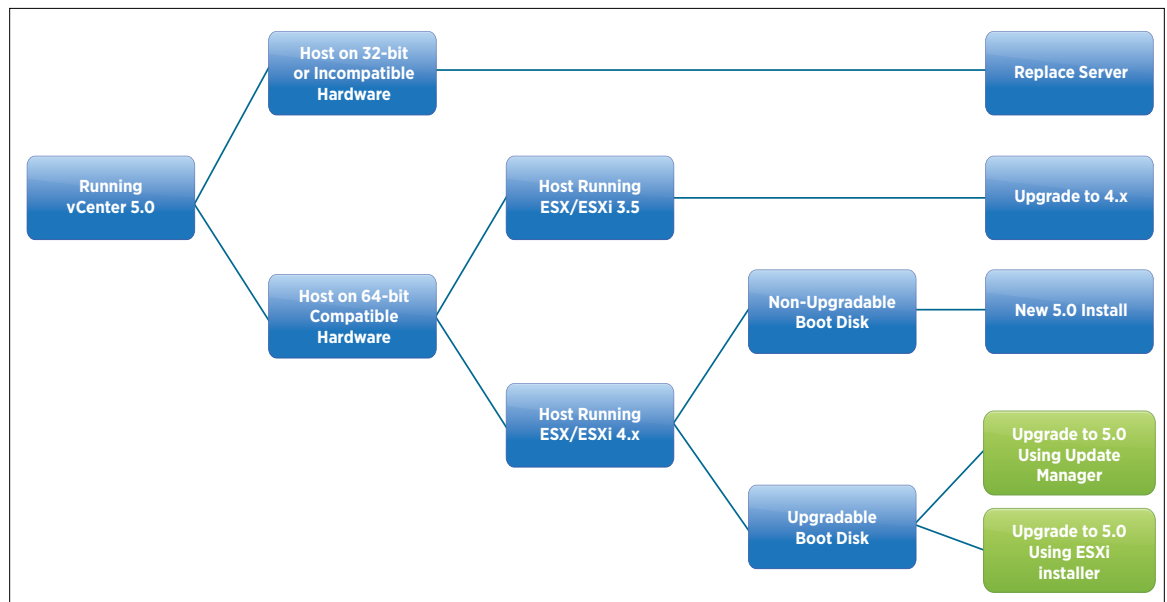 Running
vCenter 5.0
Host on 32-bit
or Incompatible
Hardware
Replace Server
Host on 64-bit
Compatible
Hardware
Host Running
ESX/ESXi 3.5
Upgrade to 4.x
Host Running
ESX/ESXi 4.x
Non-Upgradable
Boot Disk
New 5.0 Install
Upgradable
Boot Disk
Upgrade to 5.0
Using Update
Manager
Upgrade to 5.0
Using ESXi
installer